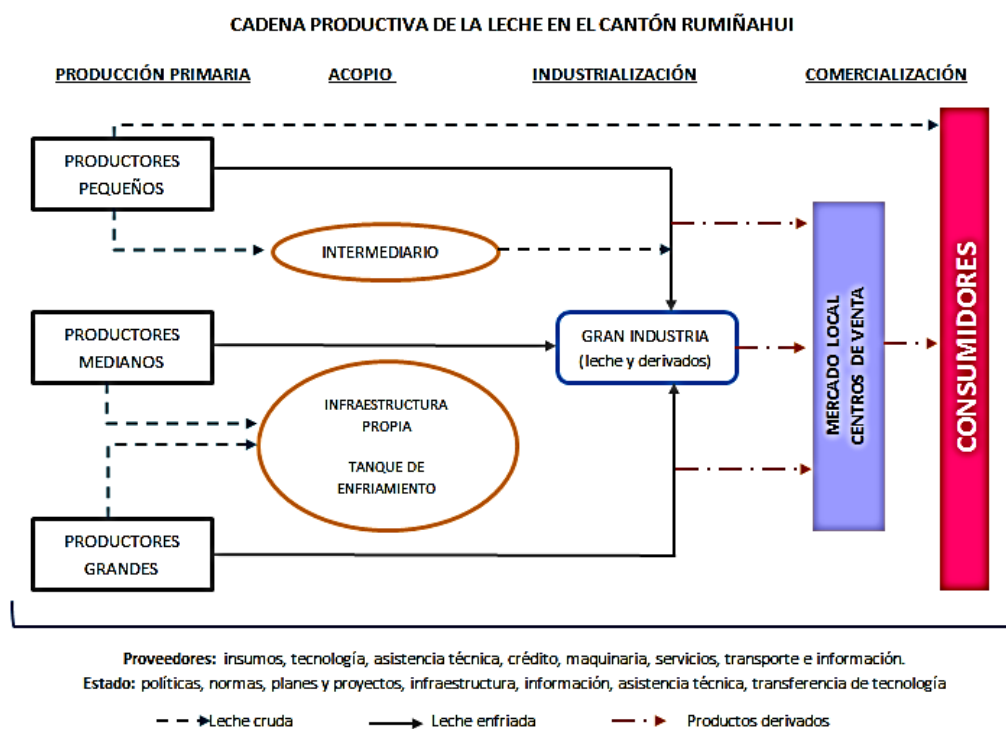 CADENA PRODUCTIVA DE LA LECHE EN EL CANTÓN RUMIÑAHUI
PRODUCCIÓN PRIMARIA
ACOPIO
INDUSTRIALIZACIÓN
COMERCIALIZACIÓN
PRODUCTORES
PEQUEÑOS
INTERMEDIARIO
PRODUCTORES
MEDIANOS
INFRAESTRUCTURA
PROPIA
TANQUE DE
ENFRIAMIENTO
PRODUCTORES
GRANDES
GRAN INDUSTRIA
(leche y derivados)
MERCADO LOCAL
CENTROS DE VENTA
CONSUMIDORES
Proveedores: insumos, tecnología, asistencia técnica, crédito, maquinaria, servicios, transporte e información.
Estado: políticas, normas, planes y proyectos, infraestructura, información, asistencia técnica, transferencia de tecnología
Leche cruda
Leche enfriada
Productos derivados